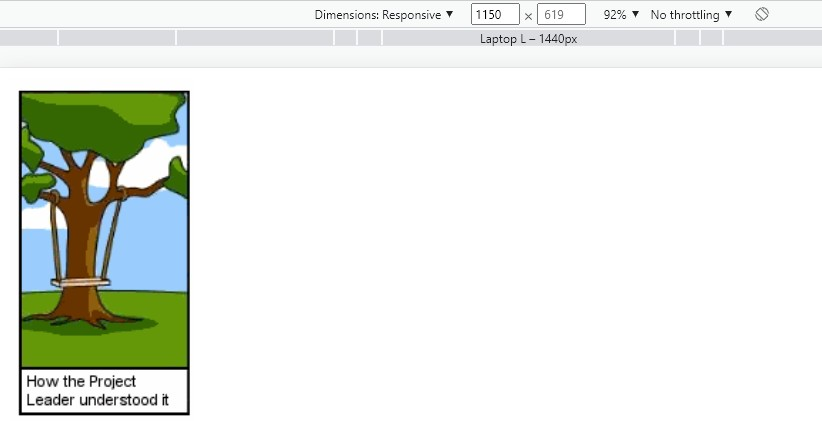 Dimensions: Responsive ▼ 1150 × 619 92% ▼ No throttling ▼
Laptop L – 1440px
How the Project
Leader understood it